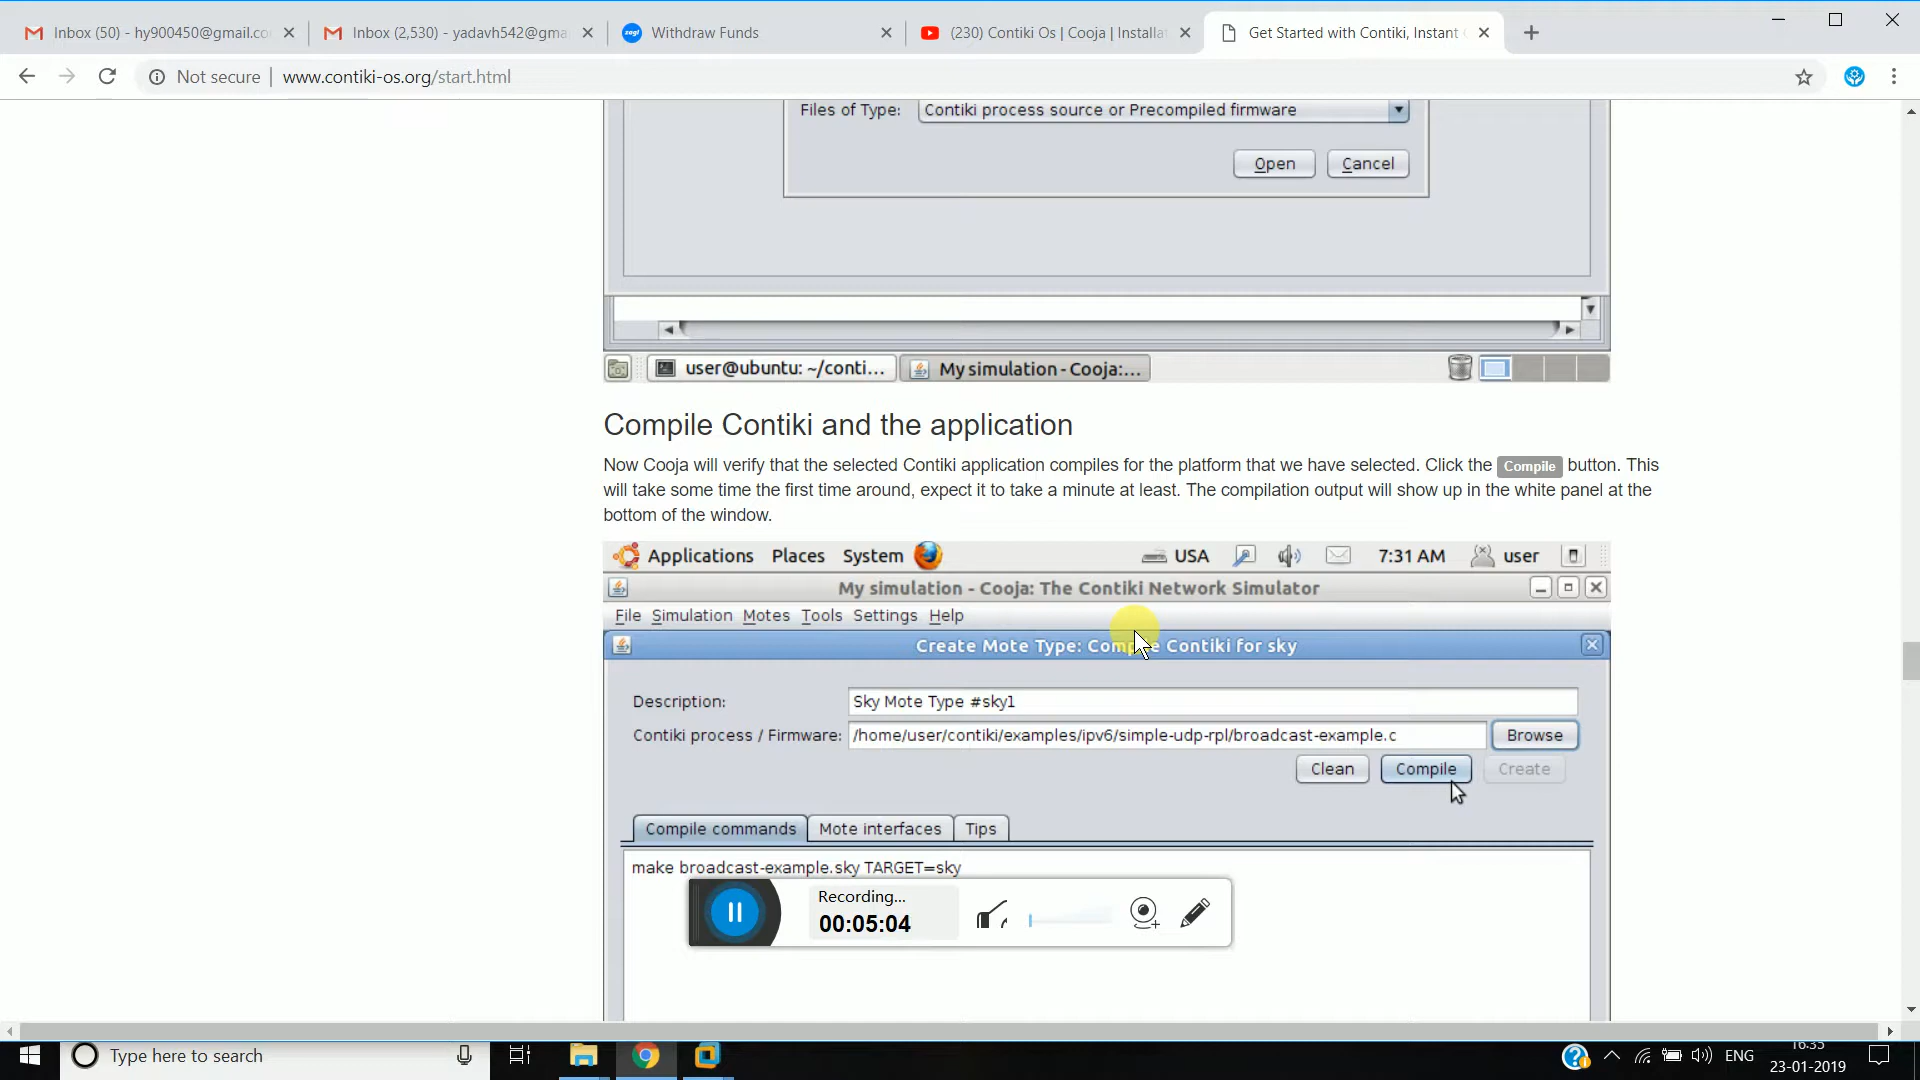 Inbox (50) - hy900450@gmail.co
Inbox (2,530) - yadavh542@gma
Withdraw Funds
(230) Contiki Os | Cooja | Installa
Get Started with Contiki, Instant
Not secure | www.contiki-os.org/start.html
Files of Type: Contiki process source or Precompiled firmware
Open Cancel
user@ubuntu: ~/conti... My simulation - Cooja:...
Compile Contiki and the application
Now Cooja will verify that the selected Contiki application compiles for the platform that we have selected. Click the Compile button. This
will take some time the first time around, expect it to take a minute at least. The compilation output will show up in the white panel at the
bottom of the window.
Applications Places System USA 7:31 AM user
My simulation - Cooja: The Contiki Network Simulator
File Simulation Motes Tools Settings Help
Create Mote Type: Compile Contiki for sky
Description: Sky Mote Type #sky1
Contiki process / Firmware: /home/user/contiki/examples/ipv6/simple-udp-rpl/broadcast-example.c Browse
Clean Compile Create
Compile commands Mote interfaces Tips
make broadcast-example.sky TARGET=sky
Recording...
00:05:04
Type here to search
ENG
16:35
23-01-2019